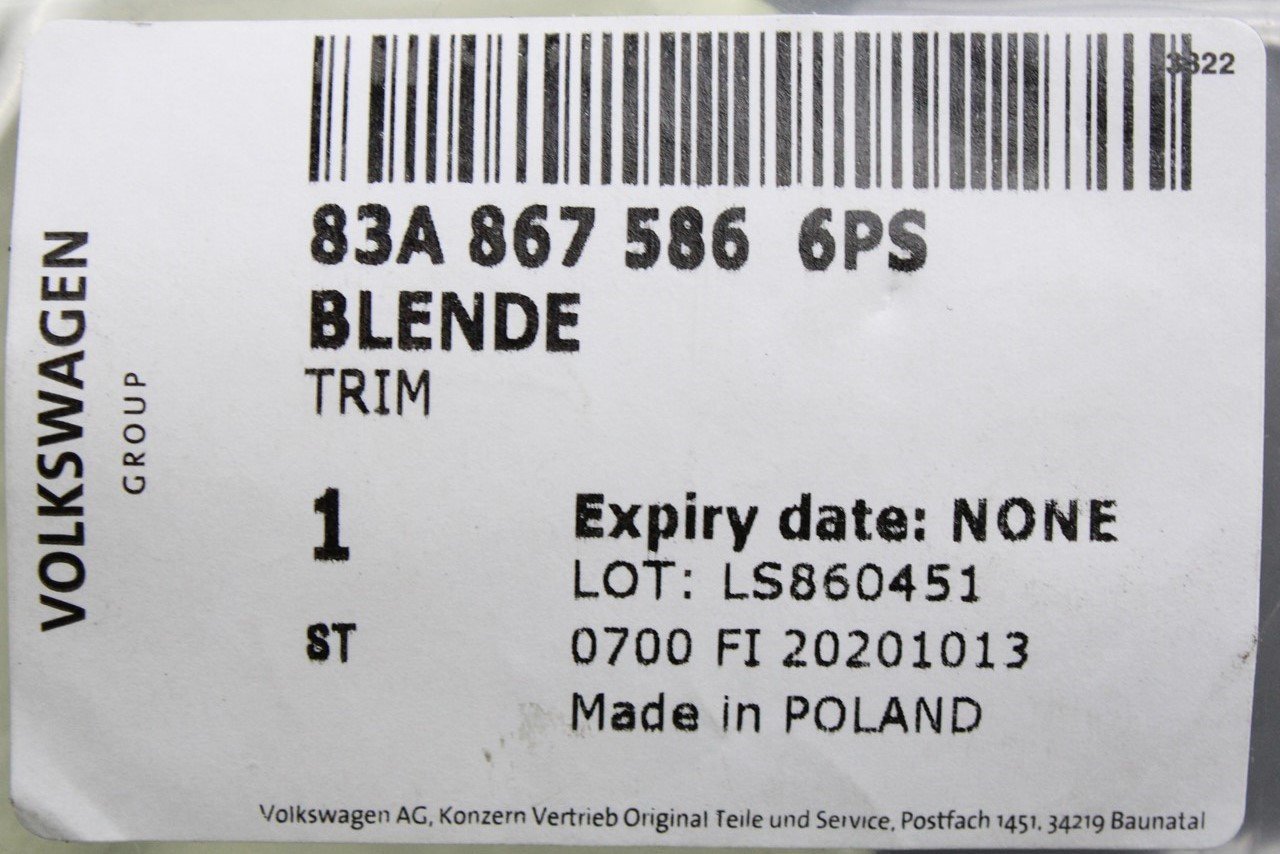 3822
83A 867 586 6PS
BLENDE
TRIM
VOLKSWAGEN
GROUP
1
Expiry date: NONE
LOT: LS860451
ST
0700 FI 20201013
Made in POLAND
Volkswagen AG, Konzern Vertrieb Original Teile und Service, Postfach 1451, 34219 Baunatal